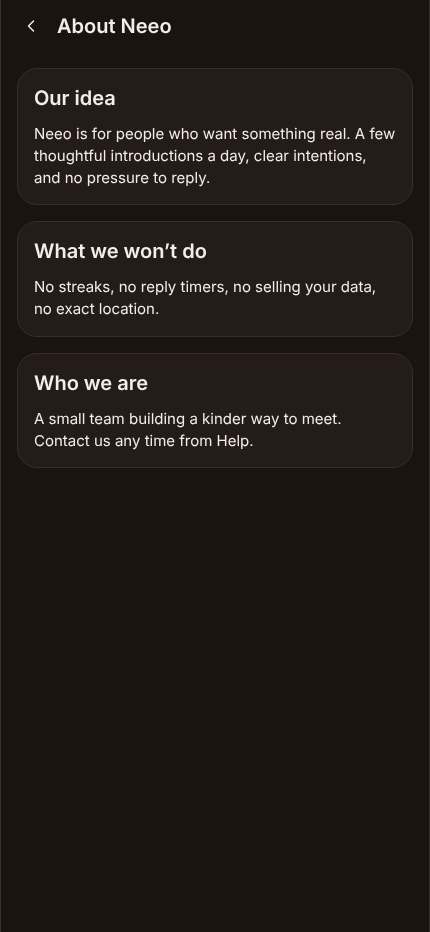 About Neeo
Our idea
Neeo is for people who want something real. A few
thoughtful introductions a day, clear intentions,
and no pressure to reply.
What we won’t do
No streaks, no reply timers, no selling your data,
no exact location.
Who we are
A small team building a kinder way to meet.
Contact us any time from Help.